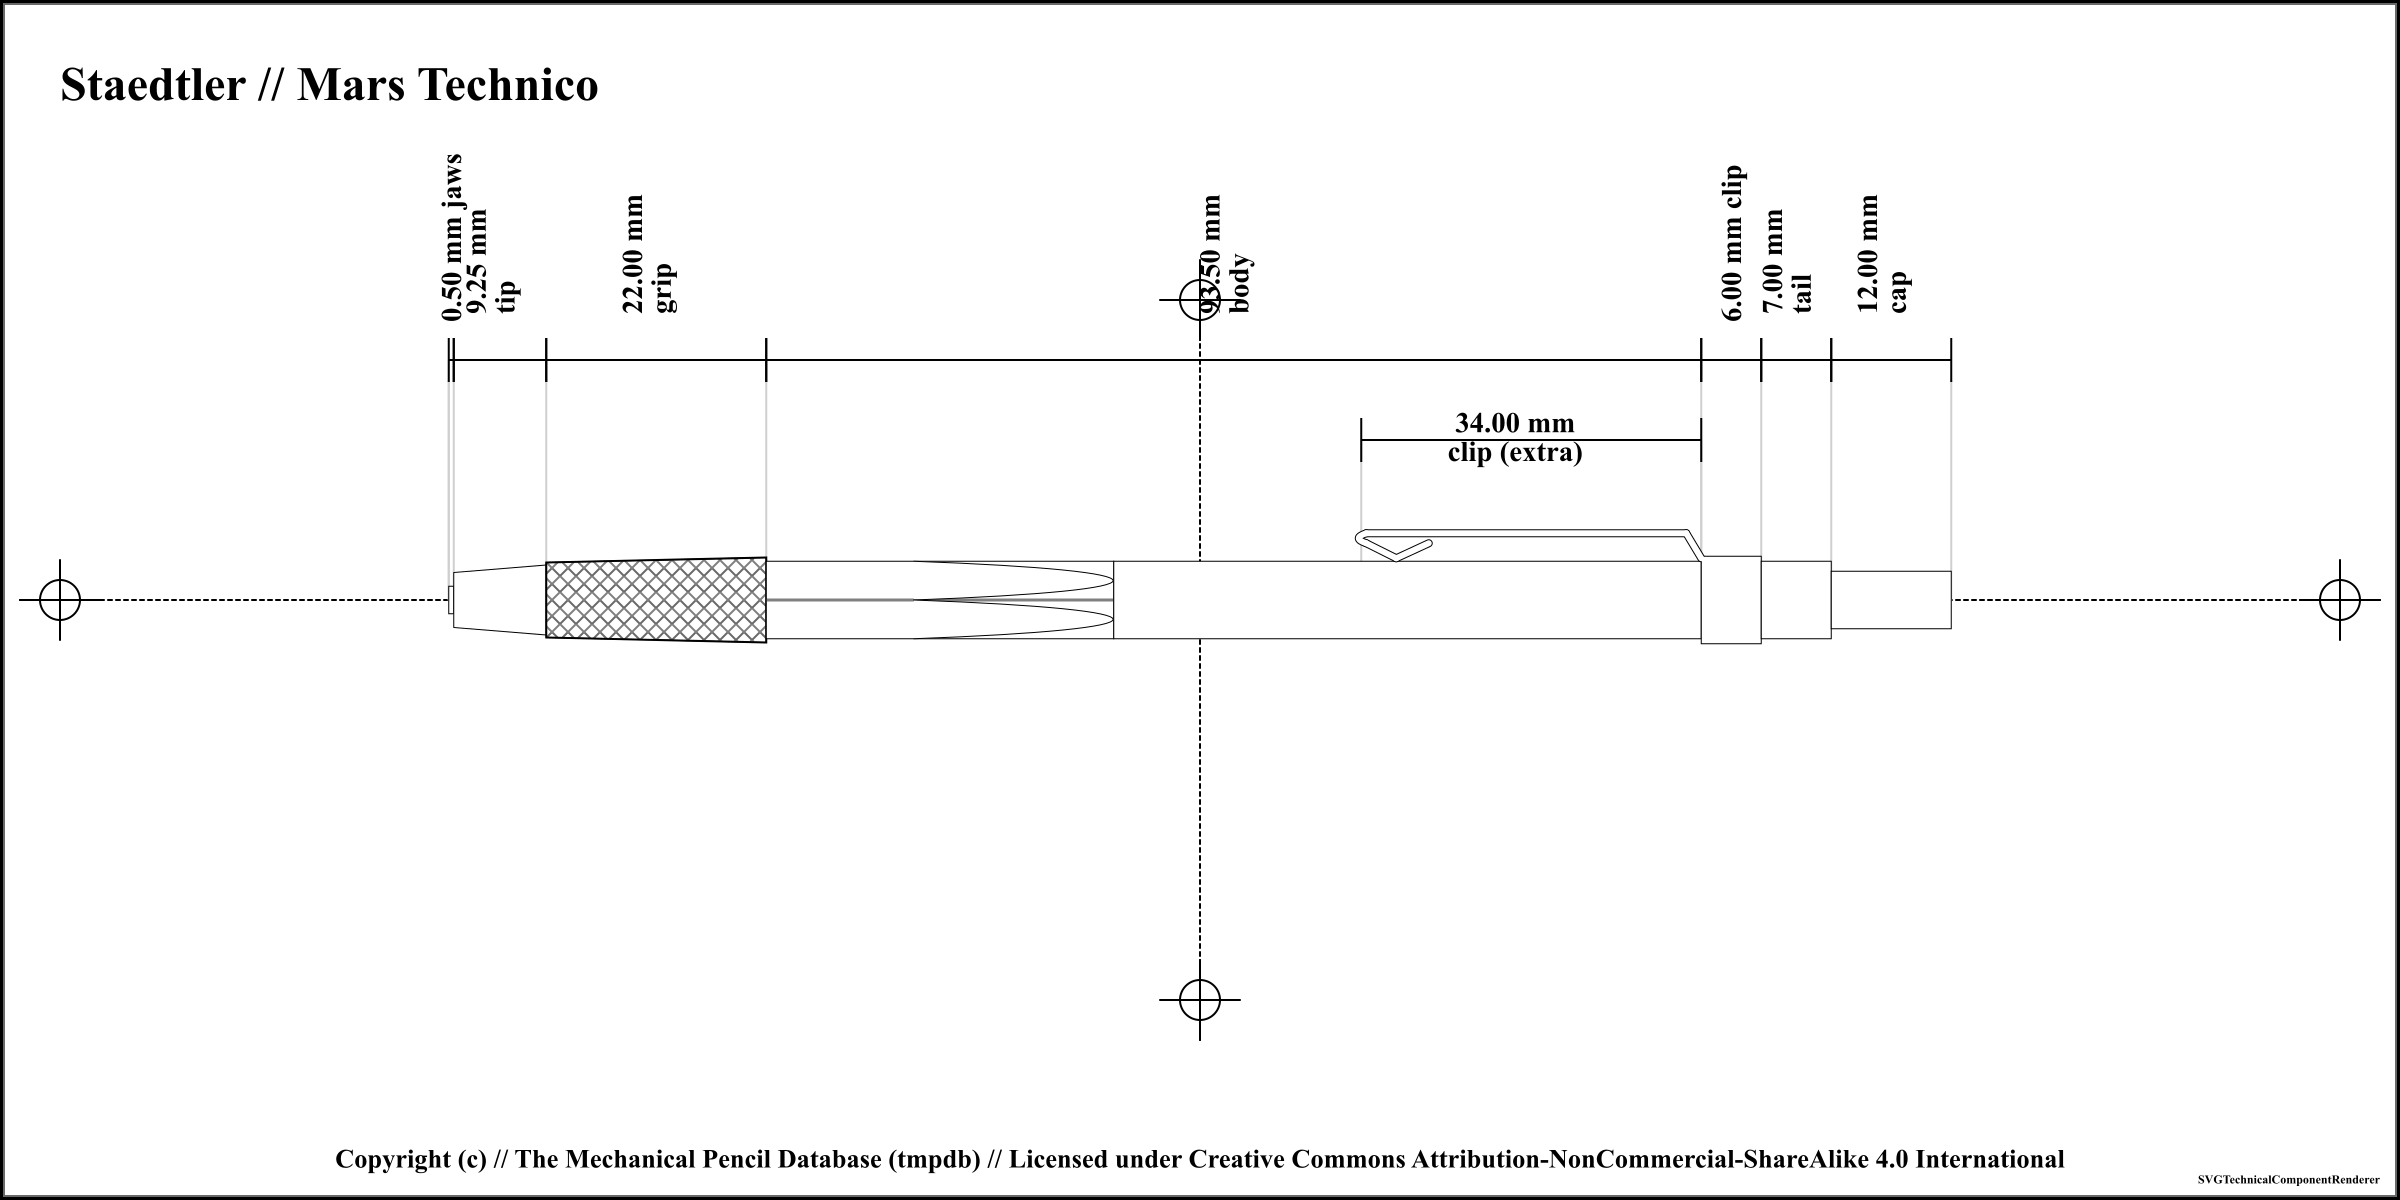 Staedtler // Mars Technico
0.50 mm jaws
9.25 mm
tip
22.00 mm
grip
93.50 mm
body
6.00 mm clip
7.00 mm
tail
12.00 mm
cap
34.00 mm
clip (extra)
Copyright (c) // The Mechanical Pencil Database (tmpdb) // Licensed under Creative Commons Attribution-NonCommercial-ShareAlike 4.0 International
SVGTechnicalComponentRenderer